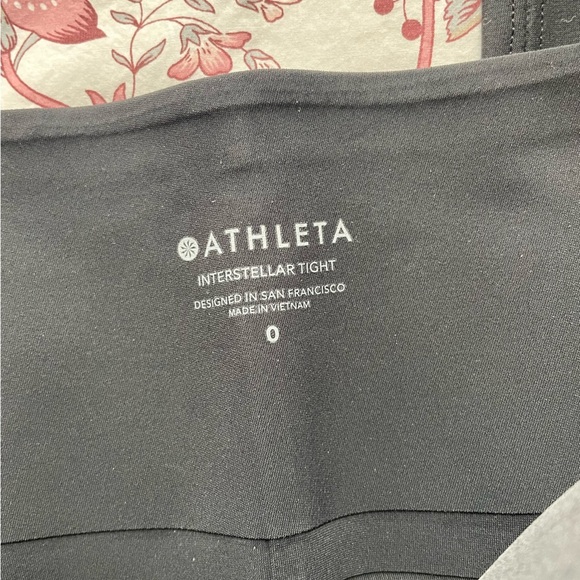 ATHLETA
INTERSTELLAR TIGHT
DESIGNED IN SAN FRANCISCO
MADE IN VIETNAM
0